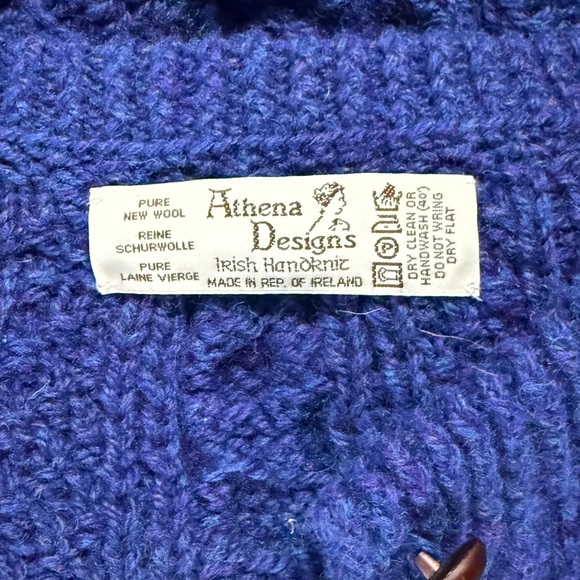 PURE
NEW WOOL
REINE
SCHURWOLLE
PURE
LAINE VIERGE
Athena
Designs
Irish Handknit
MADE IN REP. OF IRELAND
DRY CLEAN OR
HANDWASH (40°)
DO NOT WRING
DRY FLAT